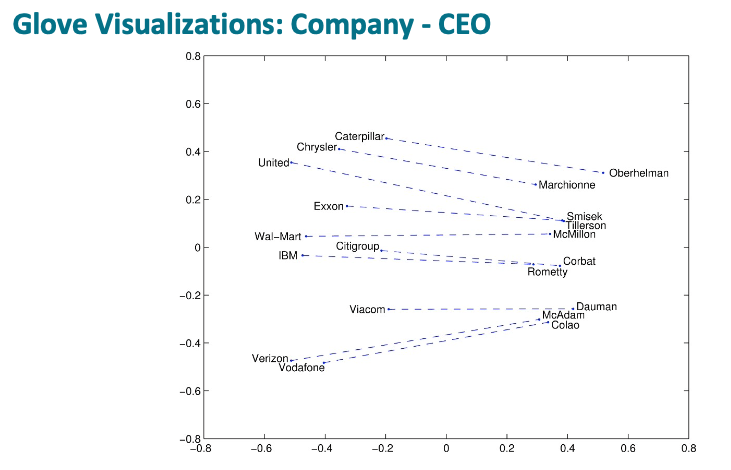 Glove Visualizations: Company - CEO
0.8
0.6
0.4
0.2
0
−0.2
−0.4
−0.6
−0.8
Caterpillar
Chrysler
United
Oberhelman
Marchionne
Exxon
Smisek
Tillerson
Wal−Mart
McMillon
Citigroup
IBM
Corbat
Rometty
Viacom
Dauman
McAdam
Colao
Verizon
Vodafone
−0.8 −0.6 −0.4 −0.2 0 0.2 0.4 0.6 0.8